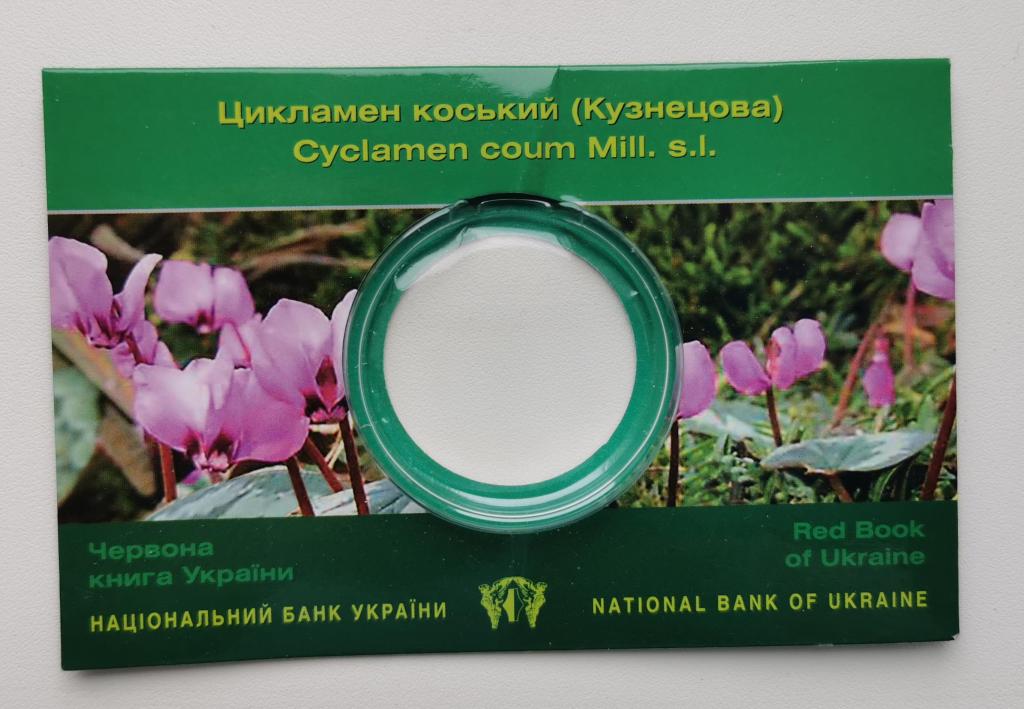 Цикламен коський (Кузнецова)
Cyclamen coum Mill. s.l.
Червона
книга України
Red Book
of Ukraine
НАЦІОНАЛЬНИЙ БАНК УКРАЇНИ
NATIONAL BANK OF UKRAINE